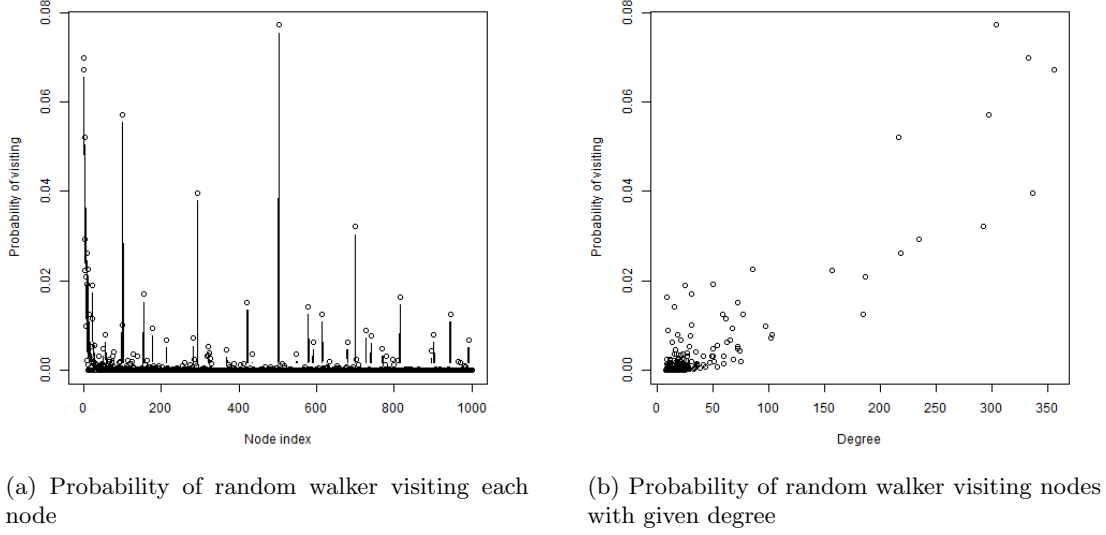 0.08
0.06
0.04
0.02
0.00
Probability of visiting
0 200 400 600 800 1000
Node index
0.08
0.06
0.04
0.02
0.00
Probability of visiting
0 50 100 150 200 250 300 350
Degree
(a) Probability of random walker visiting each
node
(b) Probability of random walker visiting nodes
with given degree